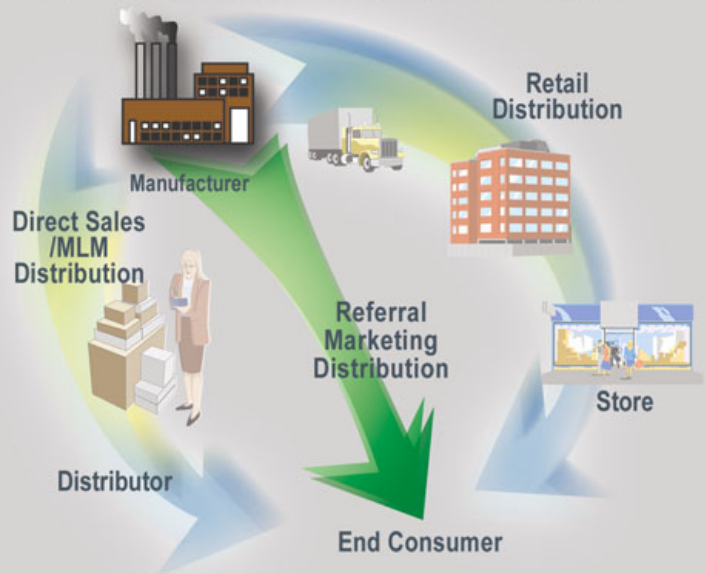 Retail
Distribution
Manufacturer
Direct Sales
/MLM
Distribution
Referral
Marketing
Distribution
Store
Distributor
End Consumer